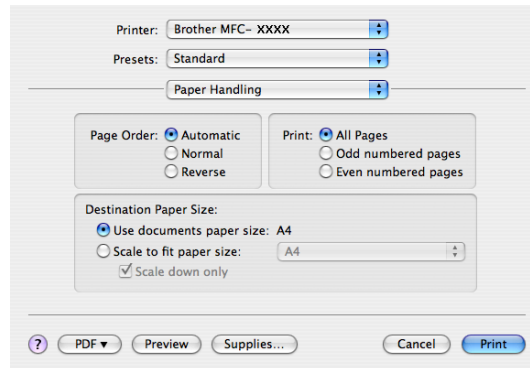 Printer: Brother MFC- XXXX
Presets: Standard
Paper Handling
Page Order: Automatic
Normal
Reverse
Print: All Pages
Odd numbered pages
Even numbered pages
Destination Paper Size:
Use documents paper size: A4
Scale to fit paper size: A4
Scale down only
? PDF▼ Preview Supplies... Cancel Print